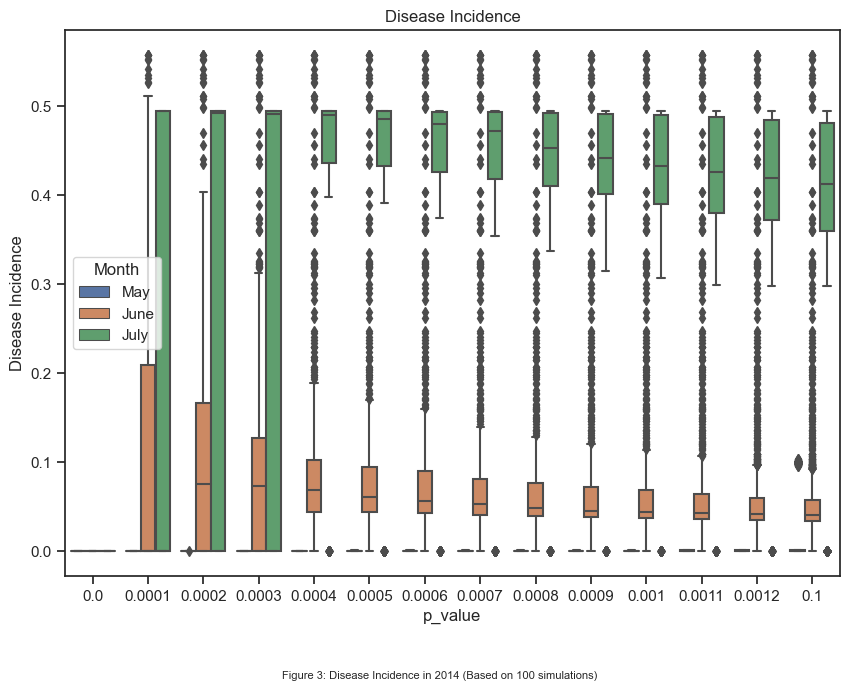 Disease Incidence
Disease Incidence
0.5
0.4
0.3
0.2
0.1
0.0
Month
May
June
July
0.0 0.0001 0.0002 0.0003 0.0004 0.0005 0.0006 0.0007 0.0008 0.0009 0.001 0.0011 0.0012 0.1
p_value
Figure 3: Disease Incidence in 2014 (Based on 100 simulations)